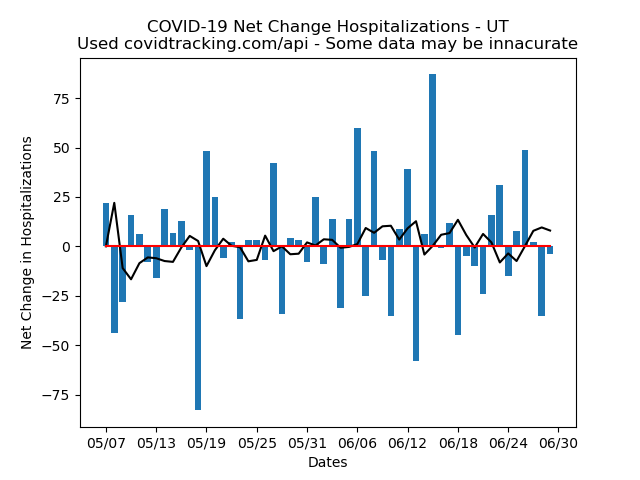 COVID-19 Net Change Hospitalizations - UT
Used covidtracking.com/api - Some data may be innacurate
Net Change in Hospitalizations
75
50
25
0
−25
−50
−75
05/07 05/13 05/19 05/25 05/31 06/06 06/12 06/18 06/24 06/30
Dates